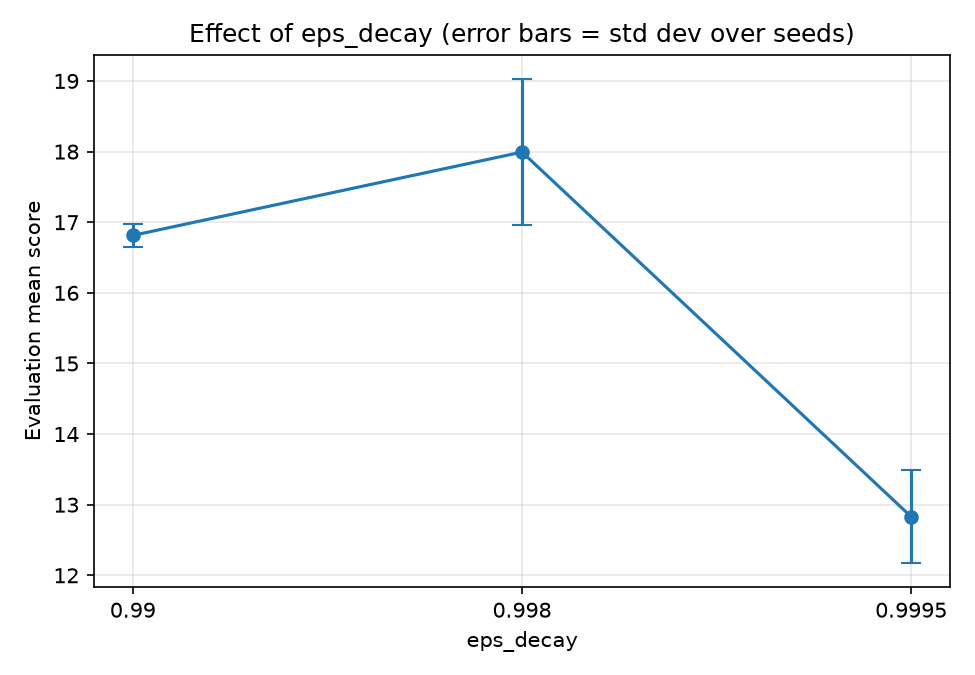 Effect of eps_decay (error bars = std dev over seeds)
Evaluation mean score
19
18
17
16
15
14
13
12
0.99 0.998 0.9995
eps_decay